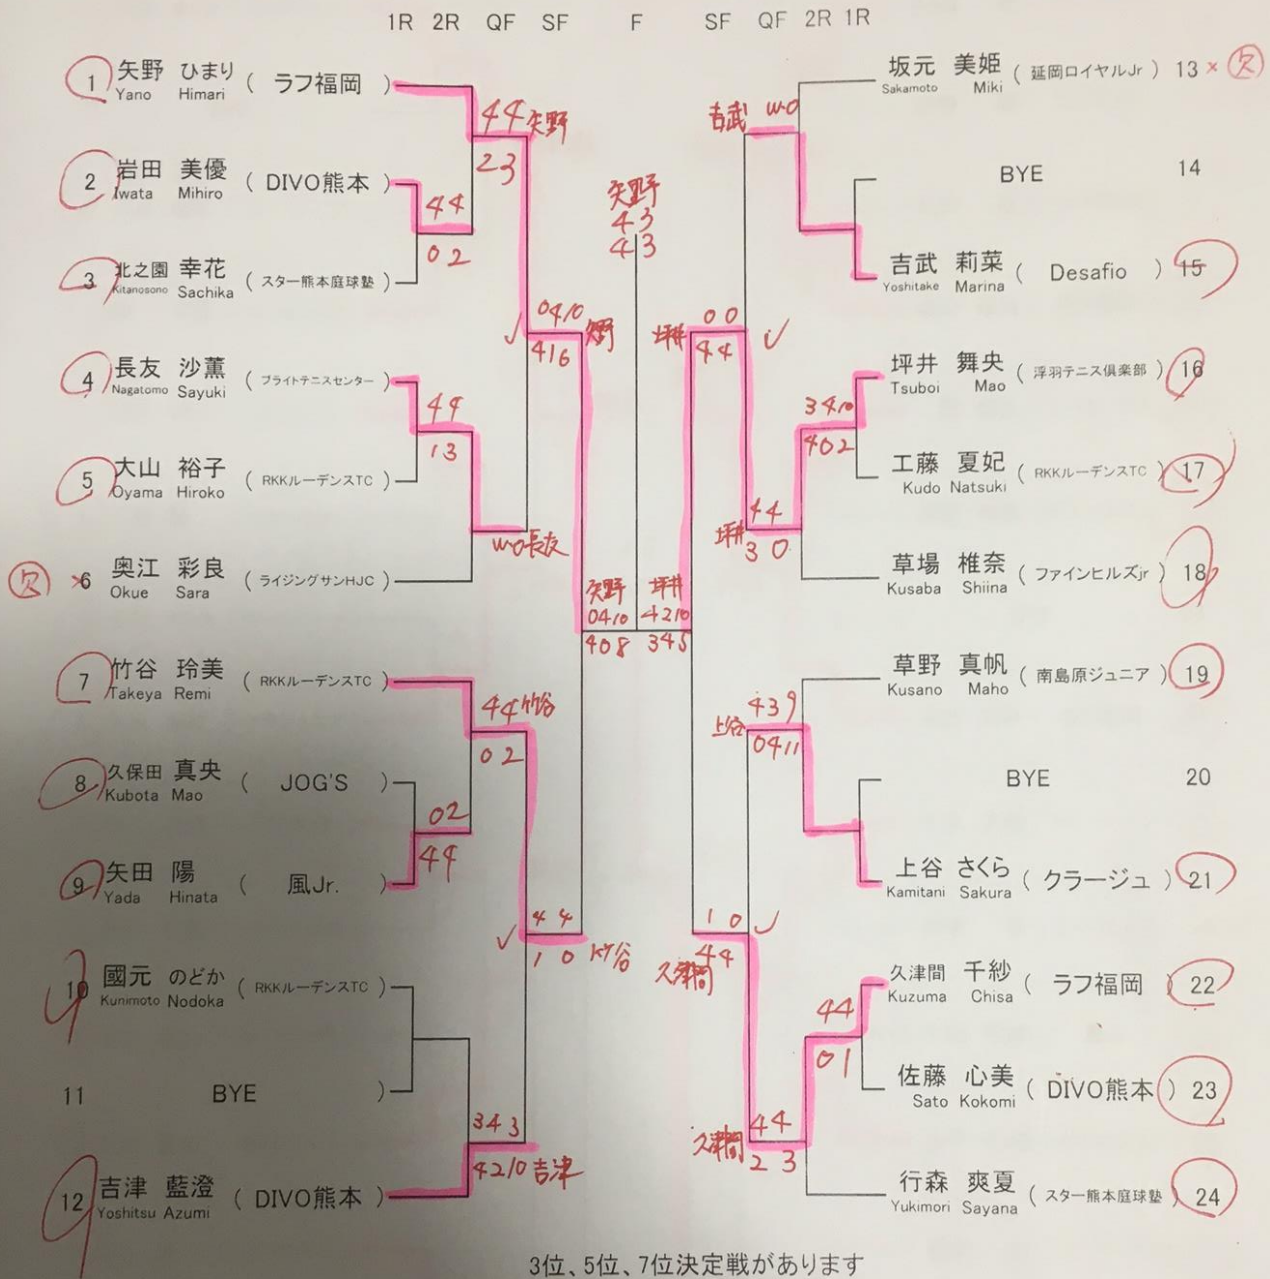 1R 2R QF SF F SF QF 2R 1R
1 矢野 ひまり ( ラフ福岡 )
Yano Himari
44 矢野
23
2 岩田 美優 ( DIVO熊本 )
Iwata Mihiro
44
02
3 北之園 幸花 ( スター熊本庭球塾 )
Kitanosono Sachika
0410 矢野
416
4 長友 沙薫 ( ブライトテニスセンター )
Nagatomo Sayuki
44
13
5 大山 裕子 ( RKKルーデンスTC )
Oyama Hiroko
W-O 長友
欠 ×6 奥江 彩良 ( ライジングサンHJC )
Okue Sara
7 竹谷 玲美 ( RKKルーデンスTC )
Takeya Remi
44 竹谷
02
8 久保田 真央 ( JOG'S )
Kubota Mao
02
44
9 矢田 陽 ( 風Jr. )
Yada Hinata
44
10 竹谷
10 國元 のどか ( RKKルーデンスTC )
Kunimoto Nodoka
11 BYE )
343
4210 吉津
12 吉津 藍澄 ( DIVO熊本 )
Yoshitsu Azumi
矢野
43
43
矢野 坪井
0410 4210
408 345
坂元 美姫 ( 延岡ロイヤルJr ) 13 × 欠
Sakamoto Miki
吉武 W-O
BYE 14
吉武 莉菜 ( Desafio ) 15
Yoshitake Marina
坪井 00
44
坪井 舞央 ( 浮羽テニス倶楽部 ) 16
Tsuboi Mao
3410
402
工藤 夏妃 ( RKKルーデンスTC ) 17
Kudo Natsuki
44
坪井 30
草場 椎奈 ( ファインヒルズjr ) 18
Kusaba Shiina
草野 真帆 ( 南島原ジュニア ) 19
Kusano Maho
439
上谷 0411
BYE 20
上谷 さくら ( クラージュ ) 21
Kamitani Sakura
10
44
久津間
久津間 千紗 ( ラフ福岡 ) 22
Kuzuma Chisa
44
01
佐藤 心美 ( DIVO熊本 ) 23
Sato Kokomi
44
久津間 23
行森 爽夏 ( スター熊本庭球塾 ) 24
Yukimori Sayana
3位、5位、7位決定戦があります